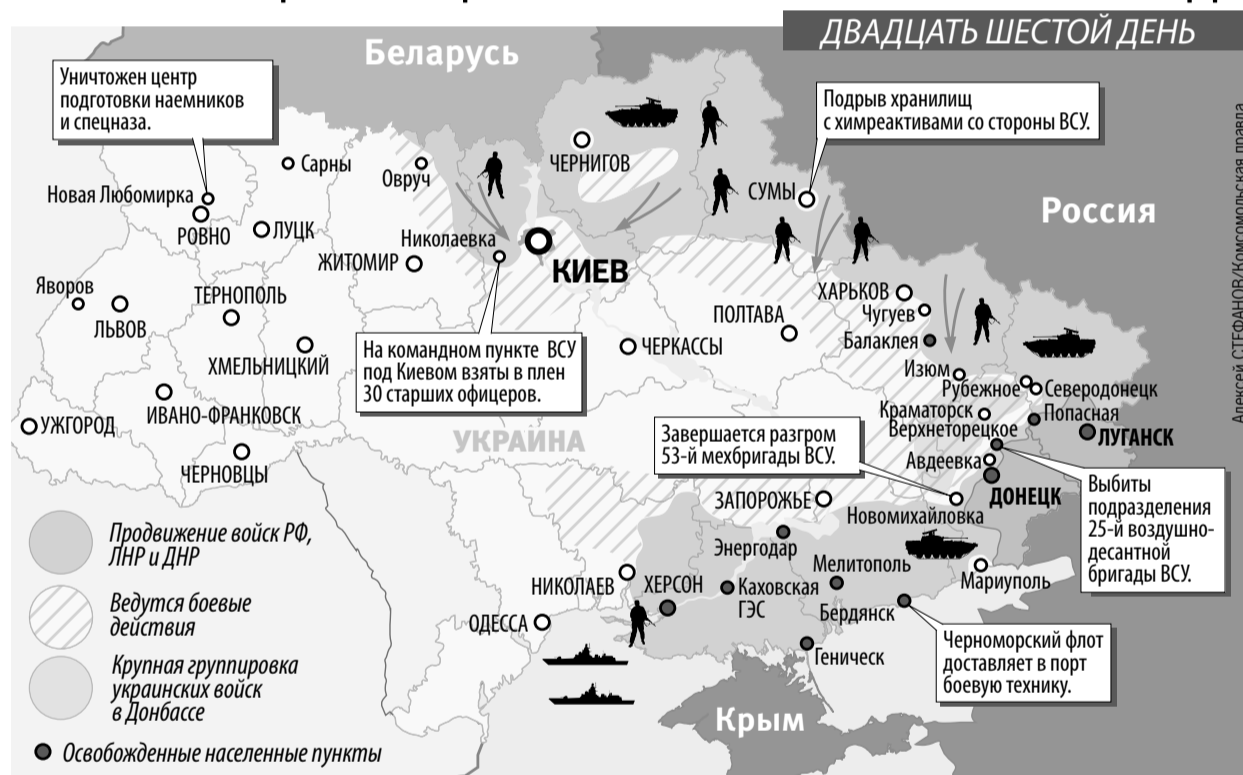 ДВАДЦАТЬ ШЕСТОЙ ДЕНЬ
Беларусь
Уничтожен центр
подготовки наемников
и спецназа.
Подрыв хранилищ
с химреактивами со стороны ВСУ.
Алексей СТЕФАНОВ/Комсомольская правда
ЧЕРНИГОВ
Сарны
Овруч
СУМЫ
Новая Любомирка
РОВНО
ЛУЦК
Россия
Николаевка
КИЕВ
ЖИТОМИР
Яворов
ЛЬВОВ
ТЕРНОПОЛЬ
ХАРЬКОВ
Чугуев
ПОЛТАВА
Балаклея
ХМЕЛЬНИЦКИЙ
На командном пункте ВСУ
под Киевом взяты в плен
30 старших офицеров.
ЧЕРКАССЫ
Изюм
Рубежное
Северодонецк
ИВАНО-ФРАНКОВСК
Краматорск
Попасная
УЖГОРОД
Верхнеторецкое
ЛУГАНСК
УКРАИНА
Завершается разгром
53-й мехбригады ВСУ.
Авдеевка
ЧЕРНОВЦЫ
ДОНЕЦК
Выбиты
подразделения
25-й воздушно-
десантной
бригады ВСУ.
ЗАПОРОЖЬЕ
Новомихайловка
Продвижение войск РФ,
ЛНР и ДНР
Энергодар
Мелитополь
Мариуполь
НИКОЛАЕВ
ХЕРСОН
Каховская
ГЭС
Ведутся боевые
действия
Бердянск
ОДЕССА
Черноморский флот
доставляет в порт
боевую технику.
Геническ
Крупная группировка
украинских войск
в Донбассе
Крым
Освобожденные населенные пункты